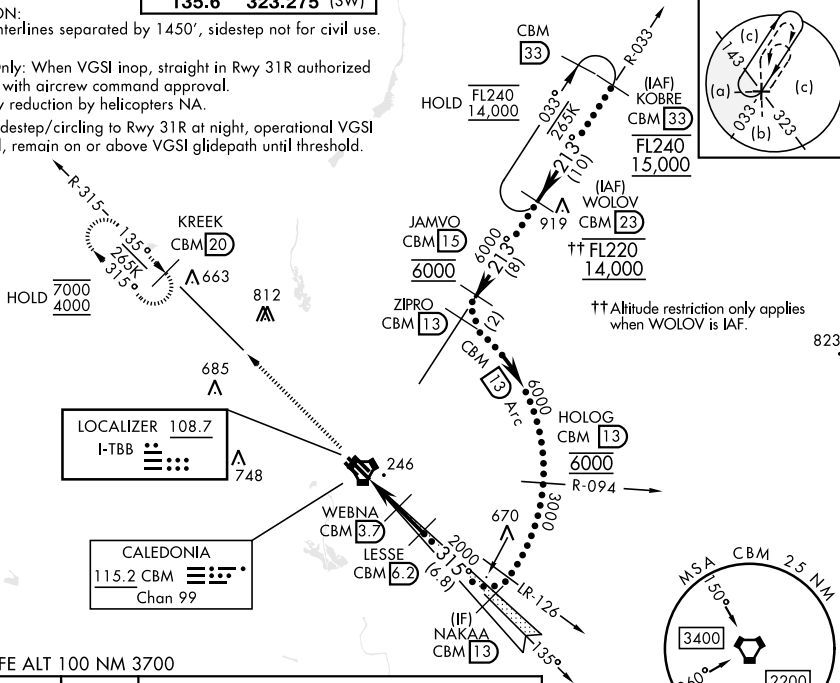 135.6 323.275 (SW)
ON:
nterlines separated by 1450', sidestep not for civil use.
Only: When VGSI inop, straight in Rwy 31R authorized
with aircrew command approval.
y reduction by helicopters NA.
idestep/circling to Rwy 31R at night, operational VGSI
l, remain on or above VGSI glidepath until threshold.
CBM
33
R-033
HOLD FL240
14,000
033°
265K
213°
(10)
(IAF)
KOBRE
CBM 33
FL240
15,000
(c)
143
(a)
(c)
033
(b)
323
R-315
135°
265K
315°
KREEK
CBM 20
HOLD 7000
4000
663
812
685
JAMVO
CBM 15
6000
6000
213°
(8)
919
(IAF)
WOLOV
CBM 23
†† FL220
14,000
ZIPRO
CBM 13
(2)
†† Altitude restriction only applies
when WOLOV is IAF.
823
CBM 13 Arc
6000
LOCALIZER 108.7
I-TBB
748
246
HOLOG
CBM 13
6000
R-094
3000
WEBNA
CBM 3.7
670
CALEDONIA
115.2 CBM
Chan 99
LESSE
CBM 6.2
2000
315°
(6.8)
LR-126
(IF)
NAKAA
CBM 13
135°
MSA CBM 25 NM
150°
3400
060°
2200
FE ALT 100 NM 3700